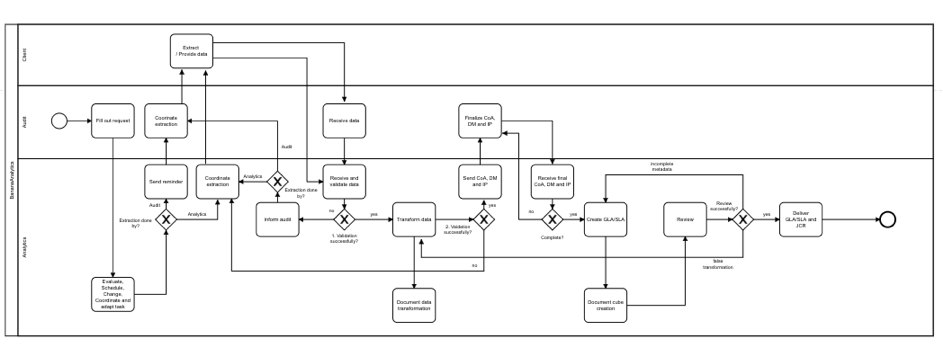 BananaAnalytics
Client
Extract
/ Provide data
Audit
Fill out request
Coorinate
extraction
Receive data
Finalize CoA,
DM and IP
Audit
Analytics
Send reminder
Audit
Extraction done
by?
Analytics
Coordinate
extraction
Analytics
Extraction done
by?
Inform audit
Receive and
validate data
no
1. Validation
successfully?
yes
Transform data
2. Validation
successfully?
yes
no
Send CoA, DM
and IP'
Receive final
CoA, DM and IP
no
Complete?
yes
Create GLA/SLA
Incomplete
metadata
Review
Review
successfully?
yes
false
transformation
Deliver
GLA/SLA and
JCR
Evaluate,
Schedule,
Change,
Coordinate and
adapt task
Document data
transformation
Document cube
creation